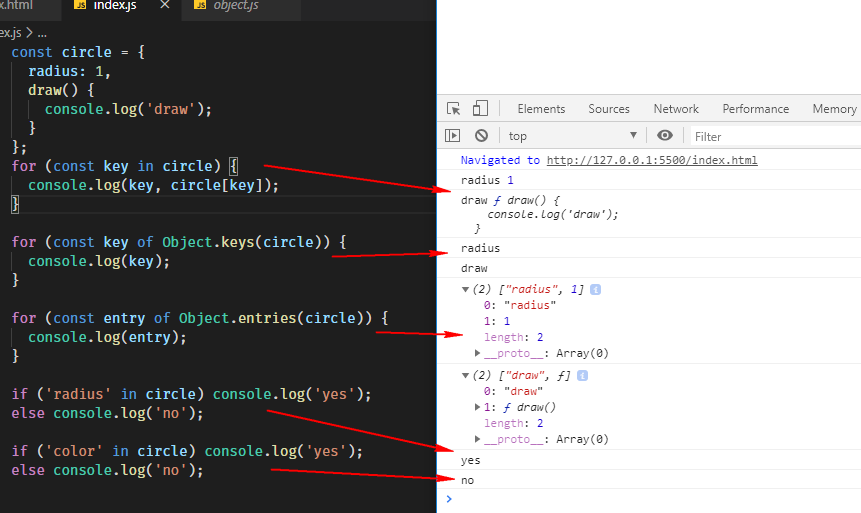 x.html index.js × object.js
ex.js > ...
const circle = {
radius: 1,
draw() {
console.log('draw');
}
};
for (const key in circle) {
console.log(key, circle[key]);
}
for (const key of Object.keys(circle)) {
console.log(key);
}
for (const entry of Object.entries(circle)) {
console.log(entry);
}
if ('radius' in circle) console.log('yes');
else console.log('no');
if ('color' in circle) console.log('yes');
else console.log('no');
Elements Sources Network Performance Memory
top Filter
Navigated to http://127.0.0.1:5500/index.html
radius 1
draw ƒ draw() {
console.log('draw');
}
radius
draw
(2) ["radius", 1]
0: "radius"
1: 1
length: 2
__proto__: Array(0)
(2) ["draw", ƒ]
0: "draw"
1: ƒ draw()
length: 2
__proto__: Array(0)
yes
no